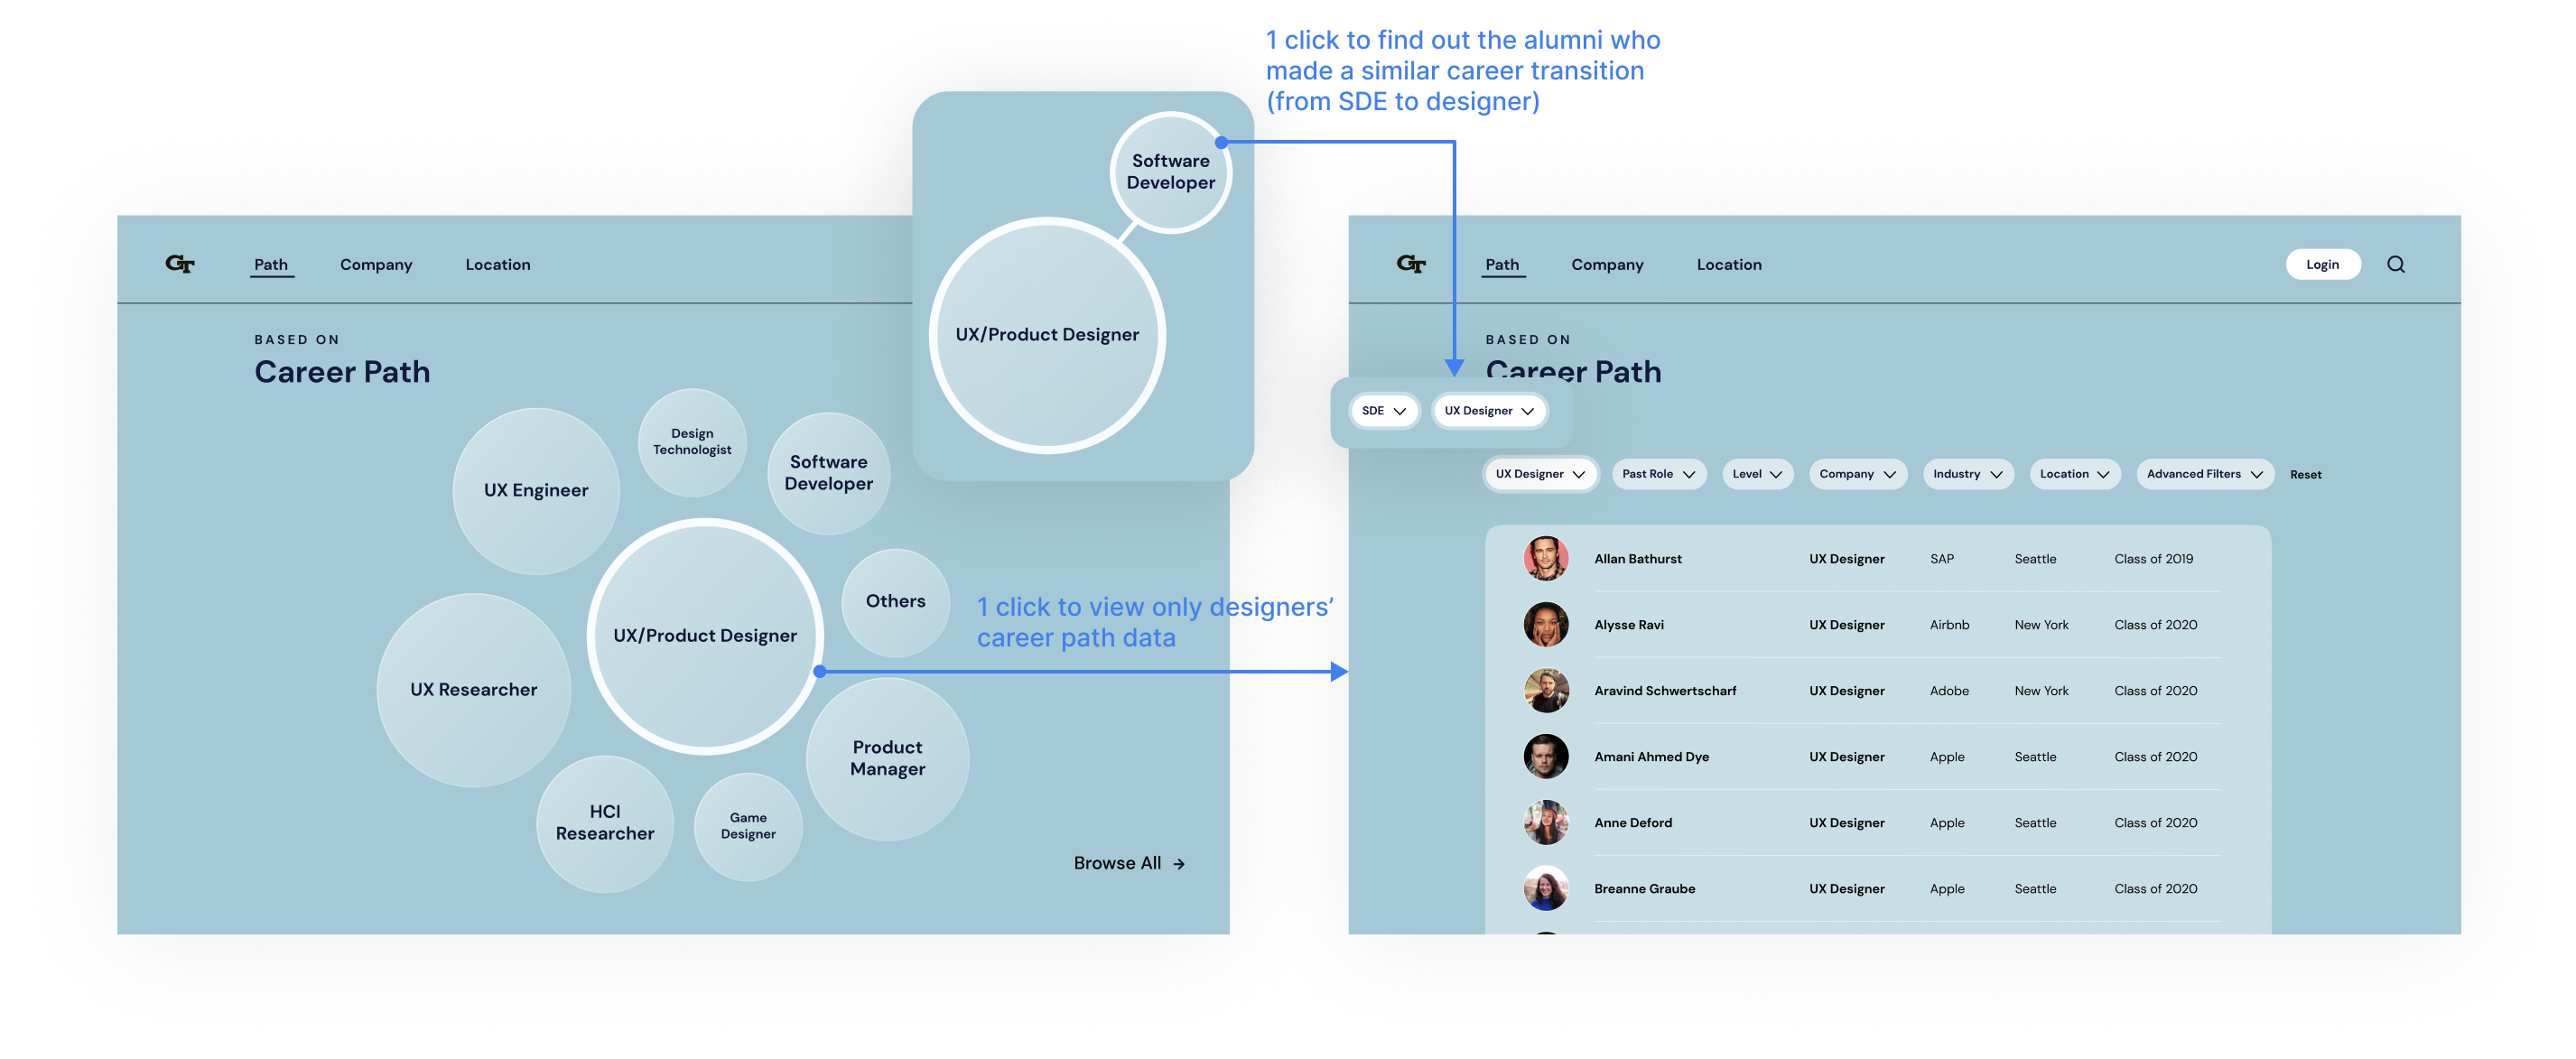 1 click to find out the alumni who
made a similar career transition
(from SDE to designer)
Software
Developer
UX/Product Designer
GT
Path
Company
Location
BASED ON
Career Path
UX Engineer
Design
Technologist
Software
Developer
UX/Product Designer
Others
UX Researcher
Product
Manager
HCI
Researcher
Game
Designer
Browse All
1 click to view only designers’
career path data
GT
Path
Company
Location
Login
BASED ON
Career Path
SDE
UX Designer
UX Designer
Past Role
Level
Company
Industry
Location
Advanced Filters
Reset
Allan Bathurst UX Designer SAP Seattle Class of 2019
Alysse Ravi UX Designer Airbnb New York Class of 2020
Aravind Schwertscharf UX Designer Adobe New York Class of 2020
Amani Ahmed Dye UX Designer Apple Seattle Class of 2020
Anne Deford UX Designer Apple Seattle Class of 2020
Breanne Graube UX Designer Apple Seattle Class of 2020